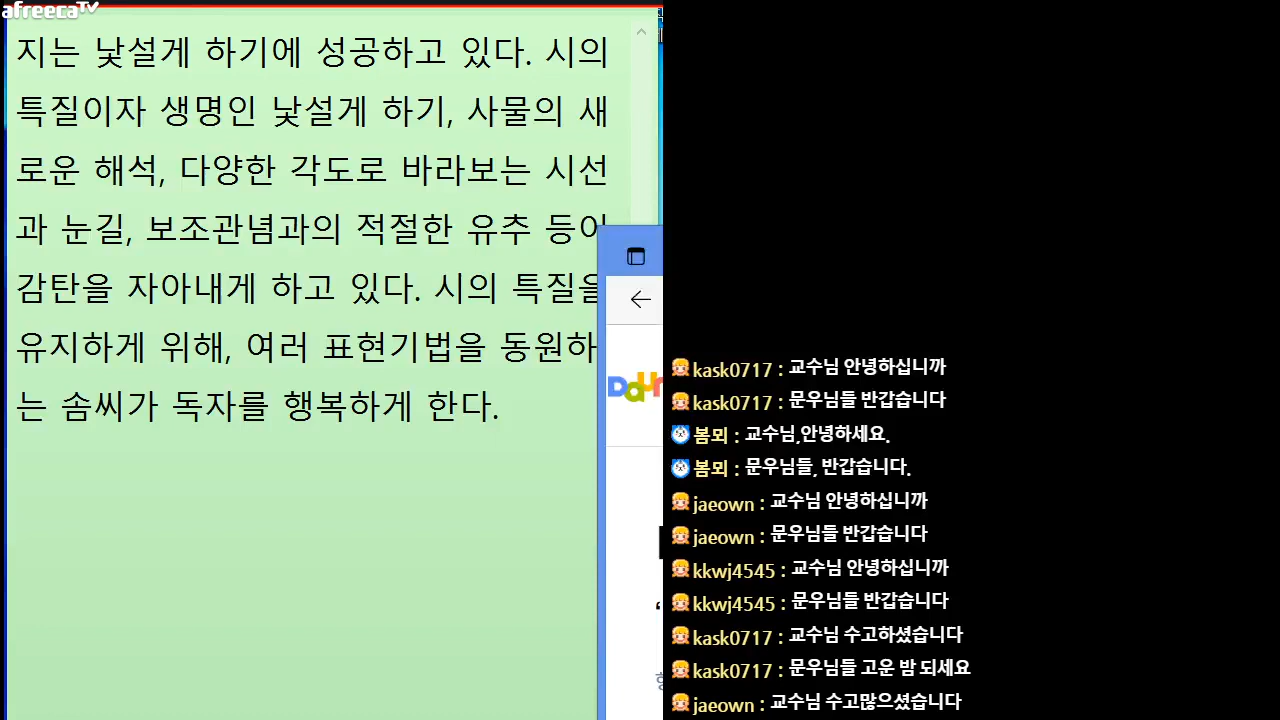 afreecaTV
지는 낯설게 하기에 성공하고 있다. 시의
특질이자 생명인 낯설게 하기, 사물의 새
로운 해석, 다양한 각도로 바라보는 시선
과 눈길, 보조관념과의 적절한 유추 등이
감탄을 자아내게 하고 있다. 시의 특질을
유지하게 위해, 여러 표현기법을 동원하
는 솜씨가 독자를 행복하게 한다.
Daum
kask0717 : 교수님 안녕하십니까
kask0717 : 문우님들 반갑습니다
봄뫼 : 교수님,안녕하세요.
봄뫼 : 문우님들, 반갑습니다.
jaeown : 교수님 안녕하십니까
jaeown : 문우님들 반갑습니다
kkwj4545 : 교수님 안녕하십니까
kkwj4545 : 문우님들 반갑습니다
kask0717 : 교수님 수고하셨습니다
kask0717 : 문우님들 고운 밤 되세요
jaeown : 교수님 수고많으셨습니다